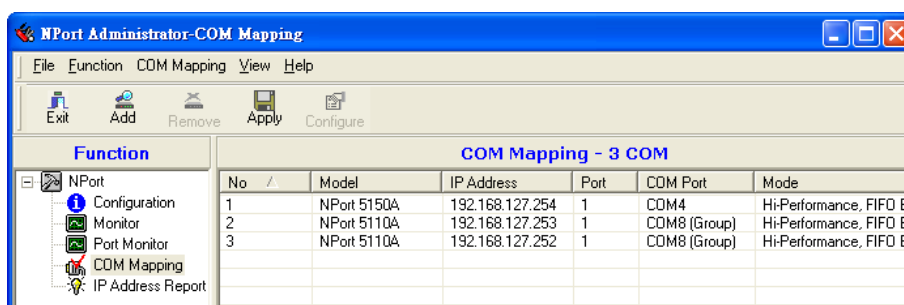 NPort Administrator-COM Mapping
File Function COM Mapping View Help
Exit Add Remove Apply Configure
Function
COM Mapping - 3 COM
NPort
Configuration
Monitor
Port Monitor
COM Mapping
IP Address Report
No Model IP Address Port COM Port Mode
1 NPort 5150A 192.168.127.254 1 COM4 Hi-Performance, FIFO E
2 NPort 5110A 192.168.127.253 1 COM8 (Group) Hi-Performance, FIFO E
3 NPort 5110A 192.168.127.252 1 COM8 (Group) Hi-Performance, FIFO E